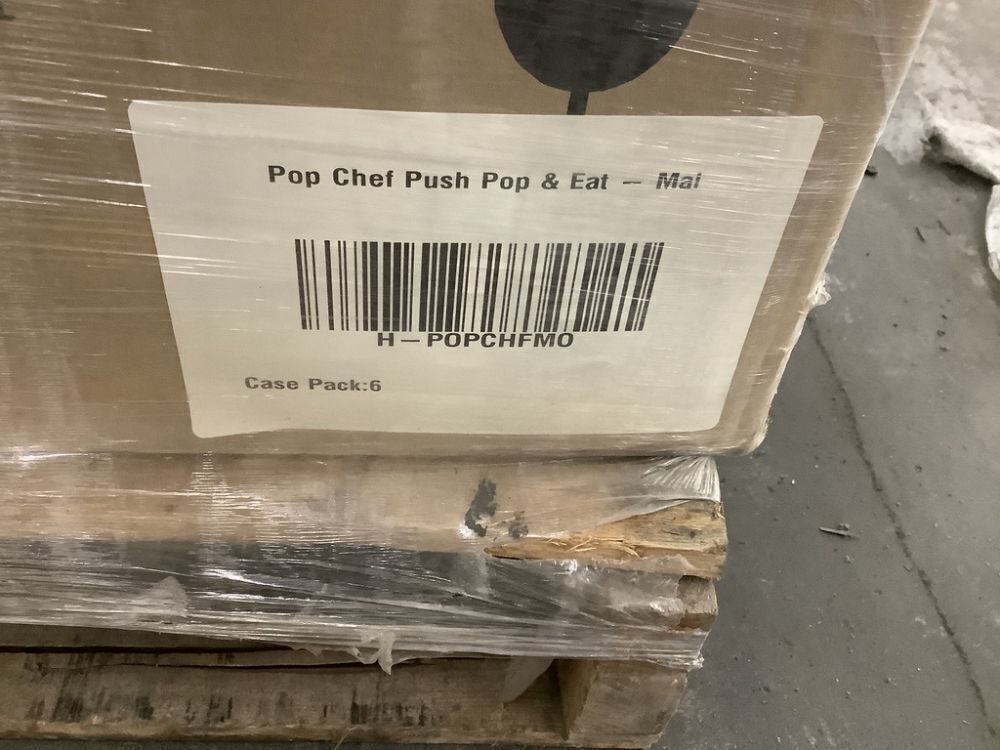 Pop Chef Push Pop & Eat — Mai
H—POPCHFMO
Case Pack:6